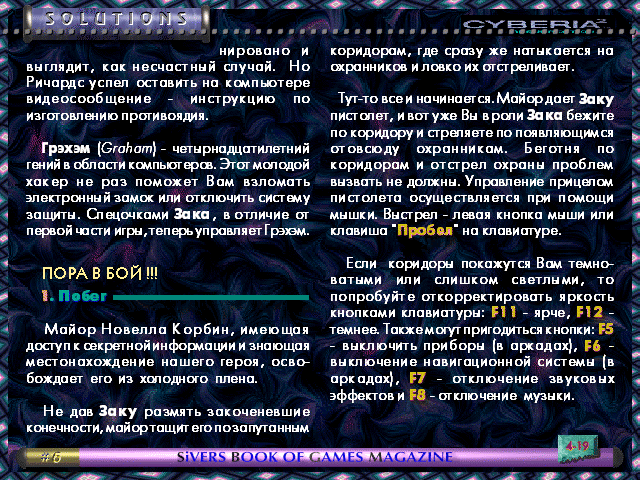 SOLUTIONS
CYBERIA²
нировано и
выглядит, как несчастный случай. Но
Ричардс успел оставить на компьютере
видеосообщение - инструкцию по
изготовлению противоядия.
Грэхэм (Graham) - четырнадцатилетний
гений в области компьютеров. Этот молодой
хакер не раз поможет Вам взломать
электронный замок или отключить систему
защиты. Спецочками Зака, в отличие от
первой части игры, теперь управляет Грэхэм.
ПОРА В БОЙ !!!
1. Побег
Майор Новелла Корбин, имеющая
доступ к секретной информации и знающая
местонахождение нашего героя, осво-
бождает его из холодного плена.
Не дав Заку размять закоченевшие
конечности, майор тащит его по запутанным
коридорам, где сразу же натыкается на
охранников и ловко их отстреливает.
Тут-то все и начинается. Майор дает Заку
пистолет, и вот уже Вы в роли Зака бежите
по коридору и стреляете по появляющимся
отовсюду охранникам. Беготня по
коридорам и отстрел охраны проблем
вызвать не должны. Управление прицелом
пистолета осуществляется при помощи
мышки. Выстрел - левая кнопка мыши или
клавиша "Пробел" на клавиатуре.
Если коридоры покажутся Вам темно-
ватыми или слишком светлыми, то
попробуйте откорректировать яркость
кнопками клавиатуры: F11 - ярче, F12 -
темнее. Также могут пригодиться кнопки: F5
- выключить приборы (в аркадах), F6 -
выключение навигационной системы (в
аркадах), F7 - отключение звуковых
эффектов и F8 - отключение музыки.
#6
SIVERS BOOK OF GAMES MAGAZINE
4-19